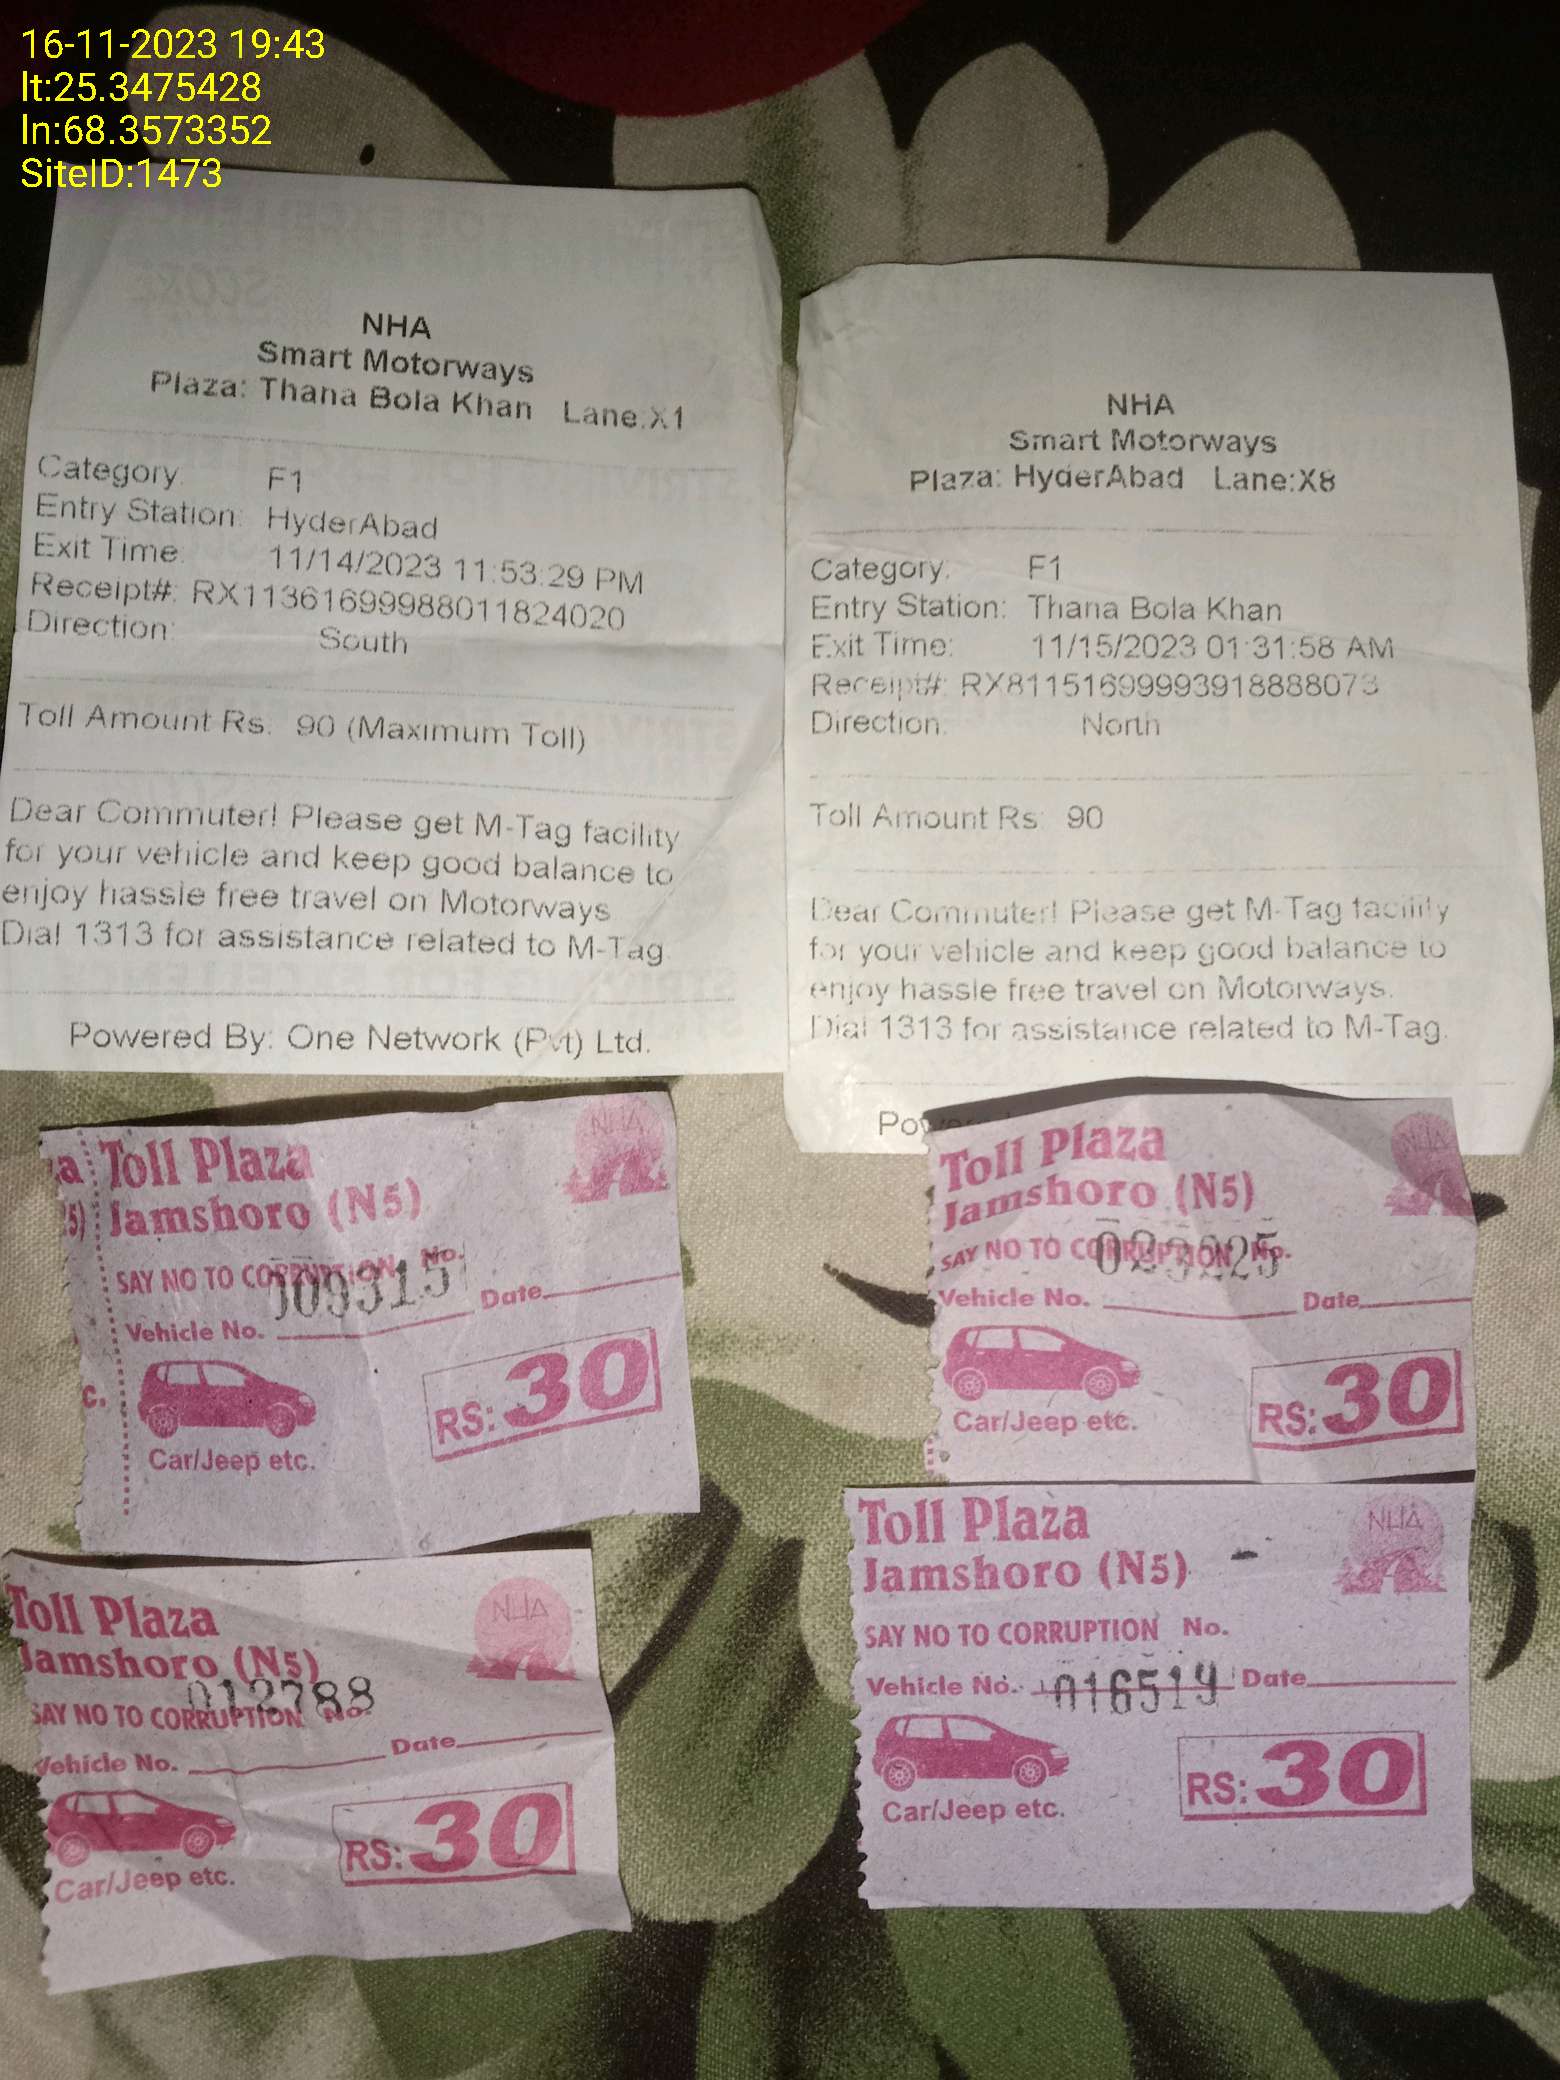 16-11-2023 19:43
lt:25.3475428
ln:68.3573352
SiteID:1473
NHA
Smart Motorways
Plaza: Thana Bola Khan Lane:X1
Category: F1
Entry Station: HyderAbad
Exit Time: 11/14/2023 11:53:29 PM
Receipt#: RX11361699988011824020
Direction: South
Toll Amount Rs. 90 (Maximum Toll)
Dear Commuter! Please get M-Tag facility
for your vehicle and keep good balance to
enjoy hassle free travel on Motorways
Dial 1313 for assistance related to M-Tag.
Powered By: One Network (Pvt) Ltd.
NHA
Smart Motorways
Plaza: HyderAbad Lane:X8
Category: F1
Entry Station: Thana Bola Khan
Exit Time: 11/15/2023 01:31:58 AM
Receipt#: RX81151699993918888073
Direction: North
Toll Amount Rs: 90
Dear Commuter! Please get M-Tag facility
for your vehicle and keep good balance to
enjoy hassle free travel on Motorways.
Dial 1313 for assistance related to M-Tag.
Toll Plaza
NHA
Jamshoro (N5)
SAY NO TO CORRUPTION No.
009315
Vehicle No. Date
Car/Jeep etc.
RS: 30
Toll Plaza
NHA
Jamshoro (N5)
SAY NO TO CORRUPTION No.
023225
Vehicle No. Date
Car/Jeep etc.
RS: 30
Toll Plaza
NHA
Jamshoro (N5)
012788
SAY NO TO CORRUPTION No.
Vehicle No. Date
Car/Jeep etc.
RS: 30
Toll Plaza
NHA
Jamshoro (N5)
SAY NO TO CORRUPTION No.
Vehicle No. 016519 Date
Car/Jeep etc.
RS: 30